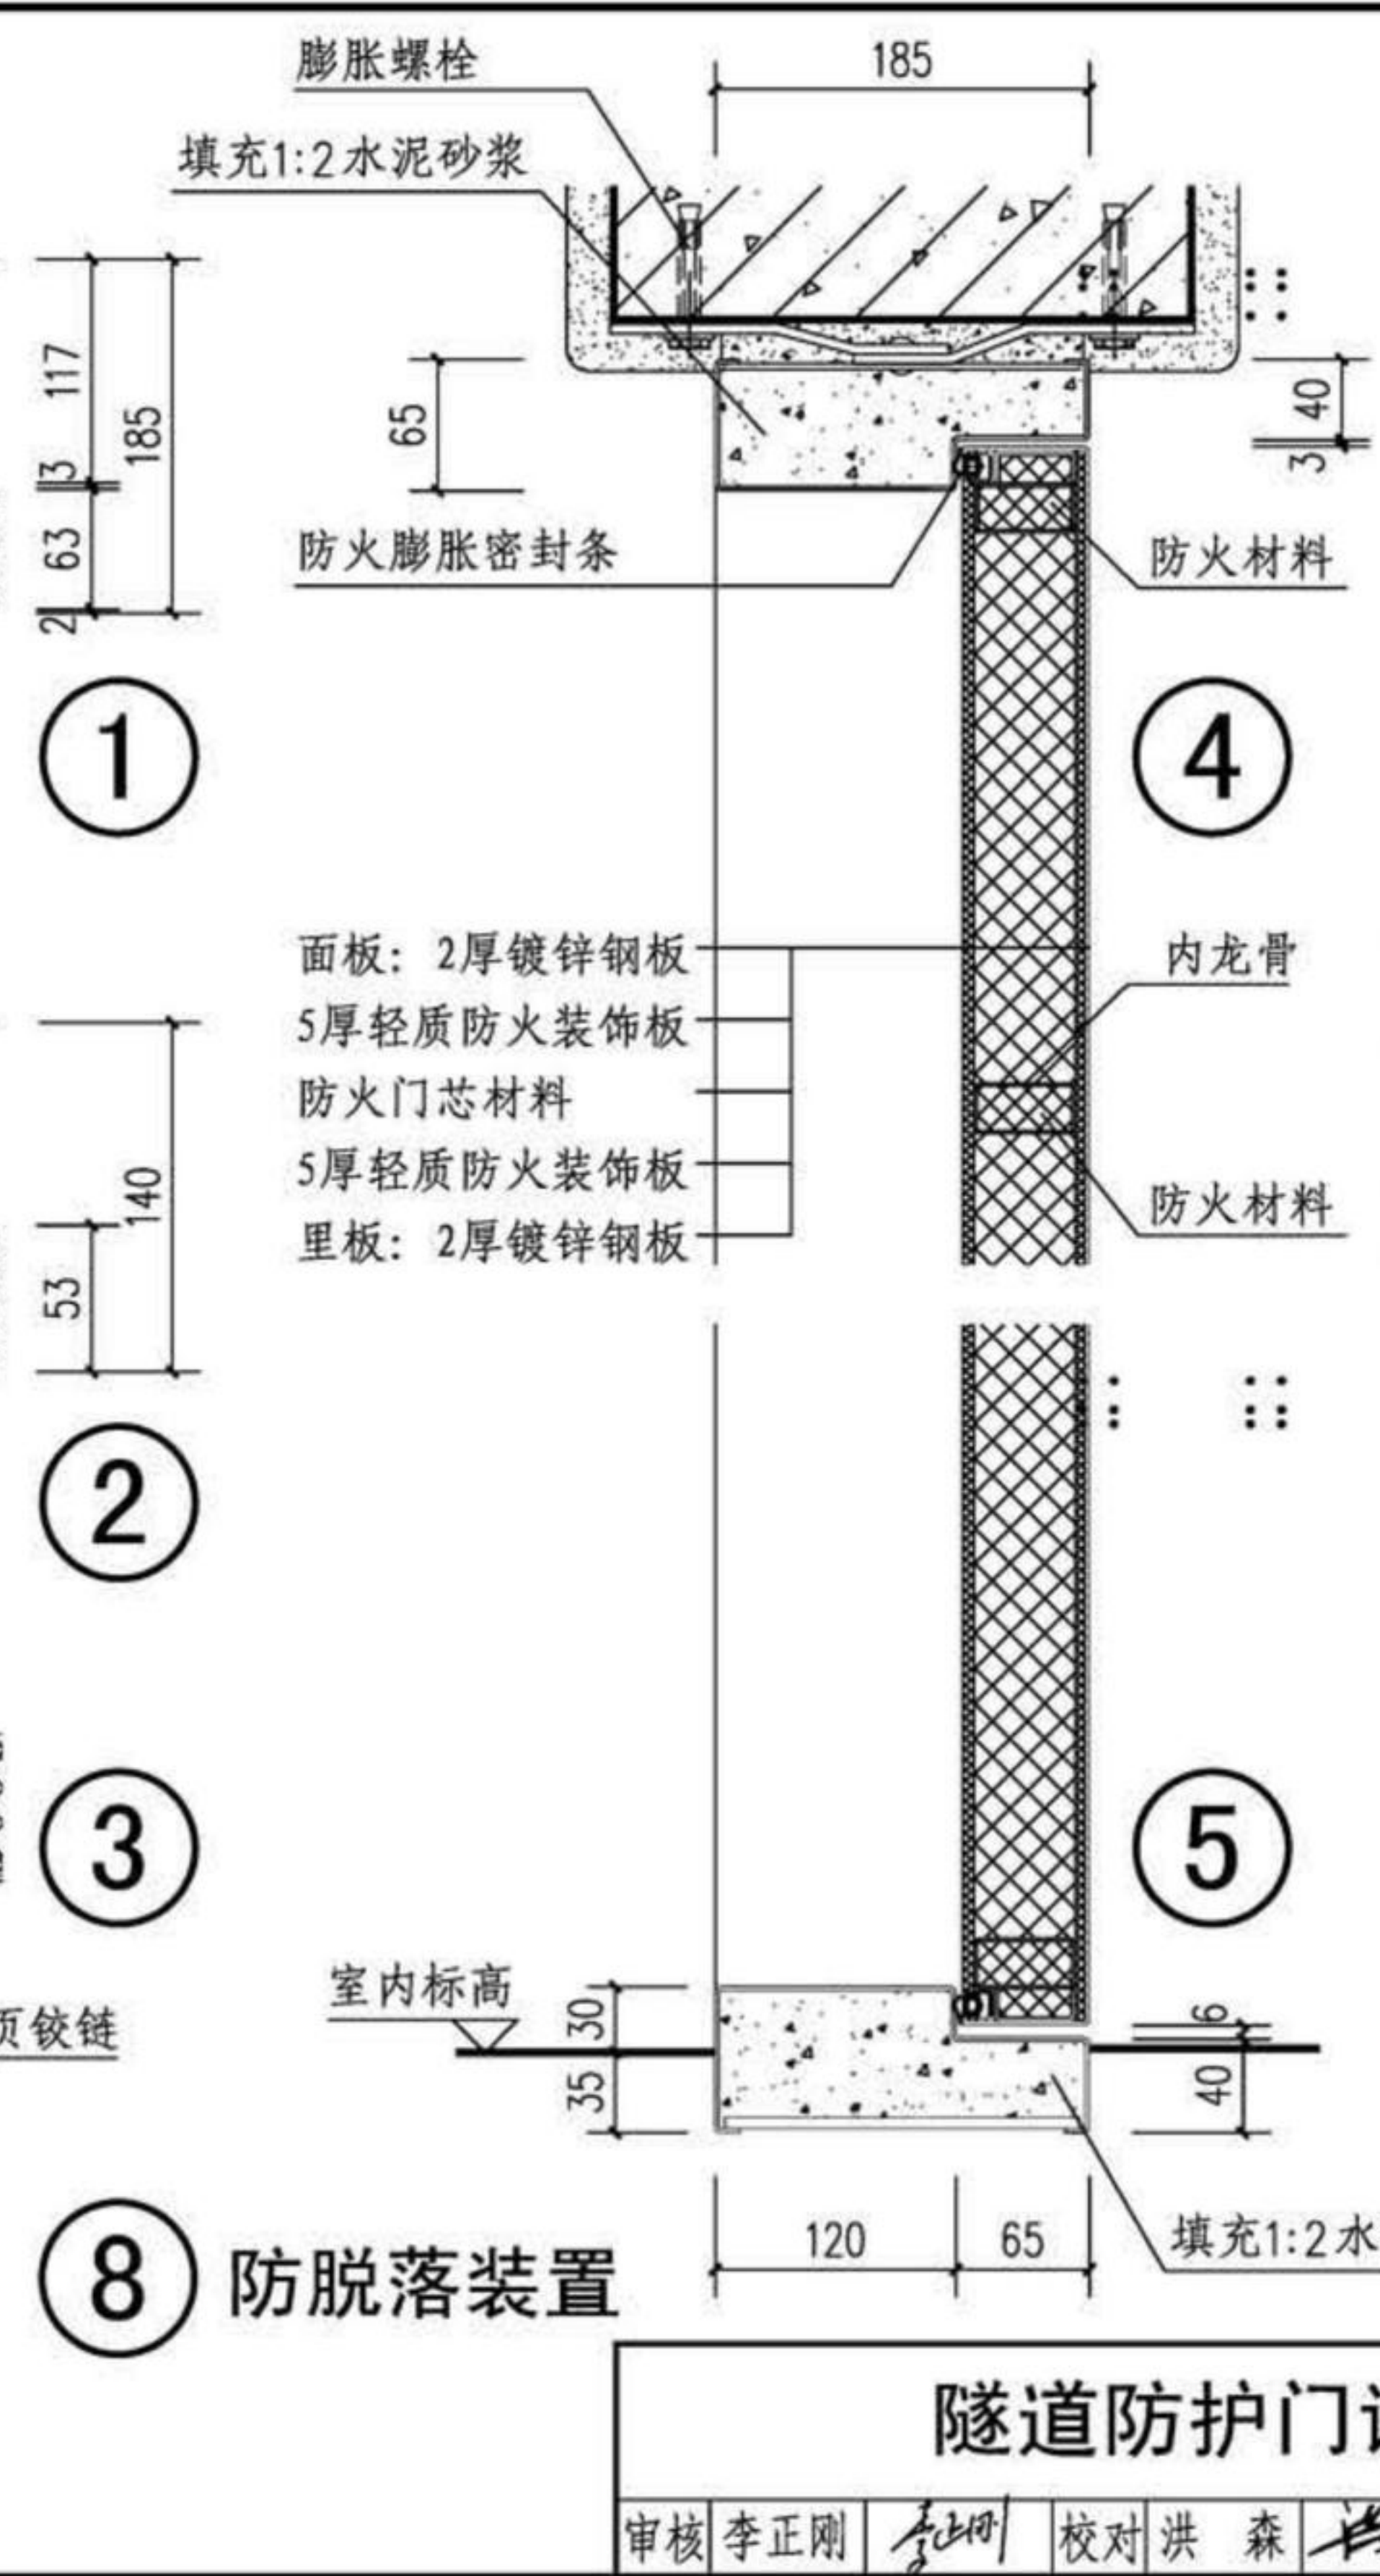 膨胀螺栓
185
填充1:2水泥砂浆
117
3
185
63
2
65
40
3
防火膨胀密封条
防火材料
1
4
面板：2厚镀锌钢板
5厚轻质防火装饰板
防火门芯材料
5厚轻质防火装饰板
里板：2厚镀锌钢板
内龙骨
防火材料
140
53
2
3
5
室内标高
铰链
30
35
6
40
120
65
填充1:2水
8 防脱落装置
隧道防护门
审核 李正刚 李正刚 校对 洪 森